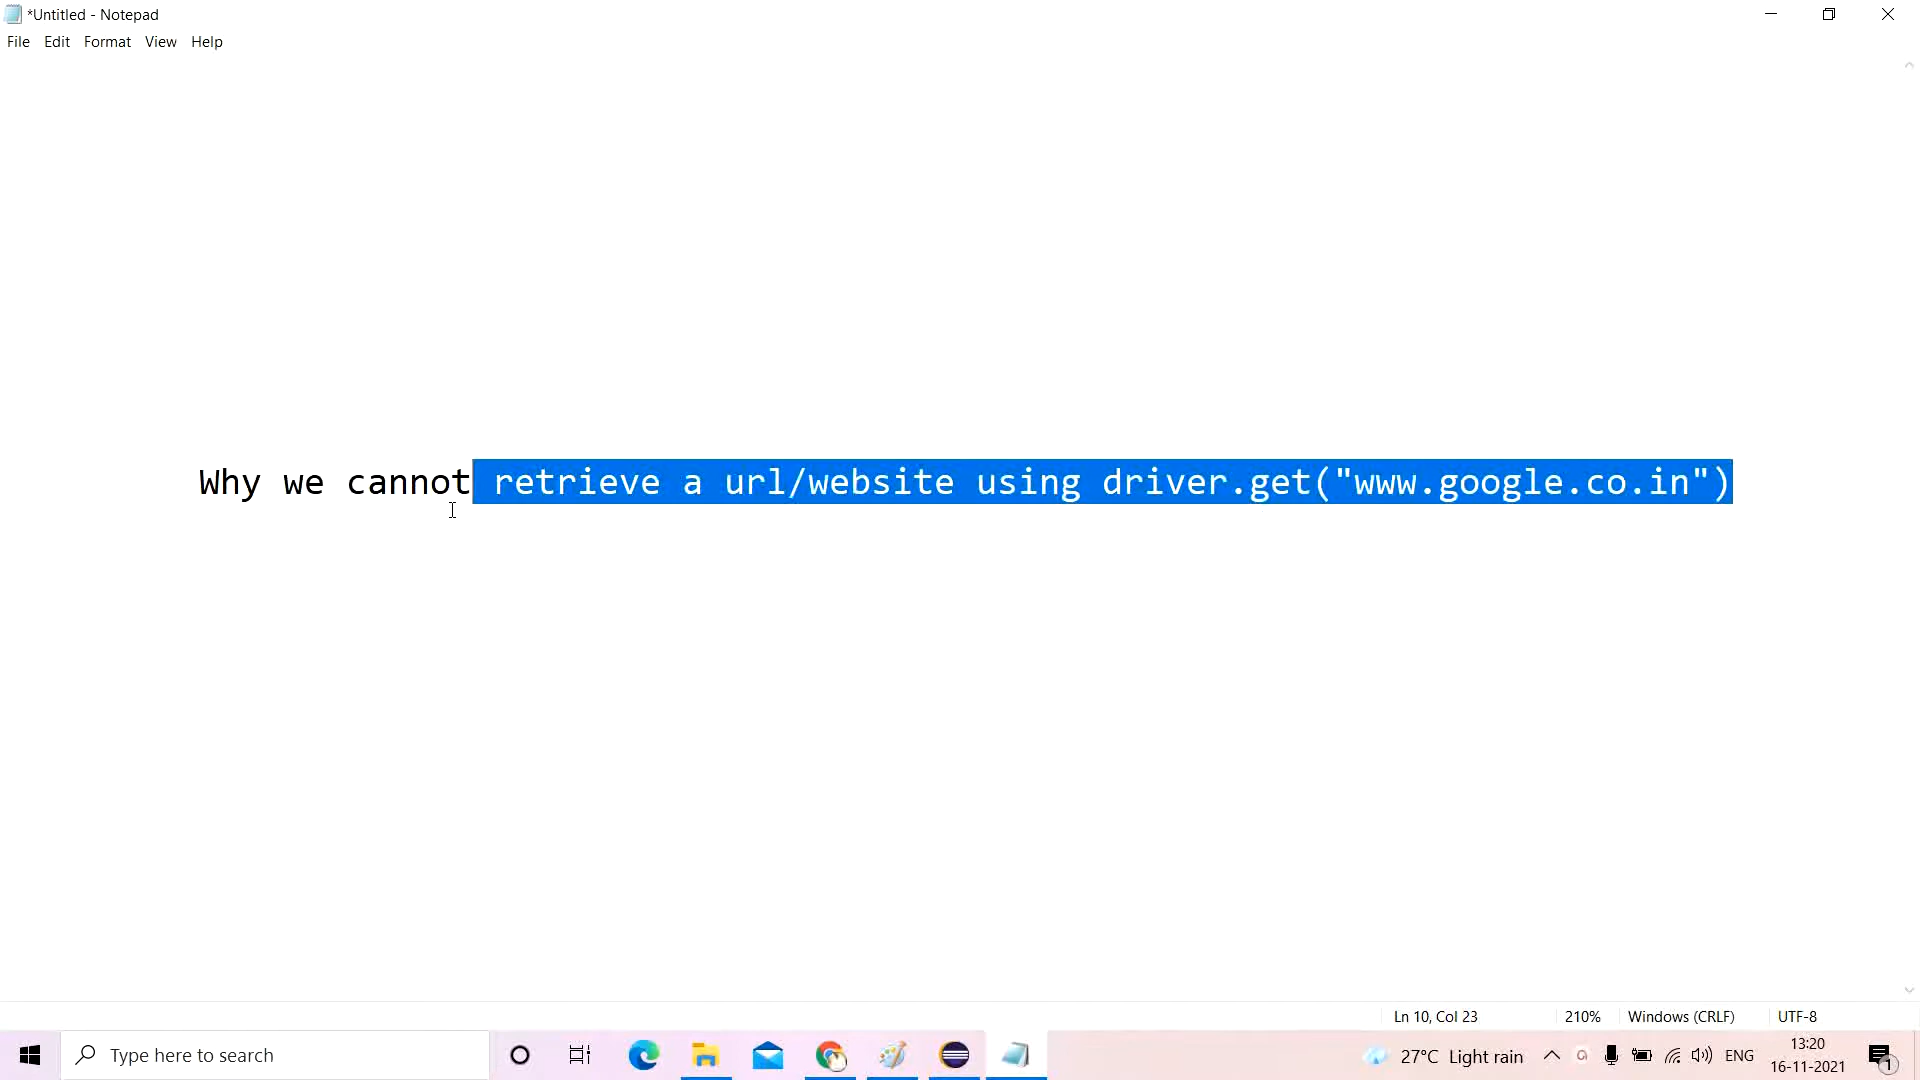 *Untitled - Notepad
File Edit Format View Help
Why we cannot retrieve a url/website using driver.get("www.google.co.in")
Ln 10, Col 23 210% Windows (CRLF) UTF-8
Type here to search 27°C Light rain ENG 13:20
16-11-2021 1